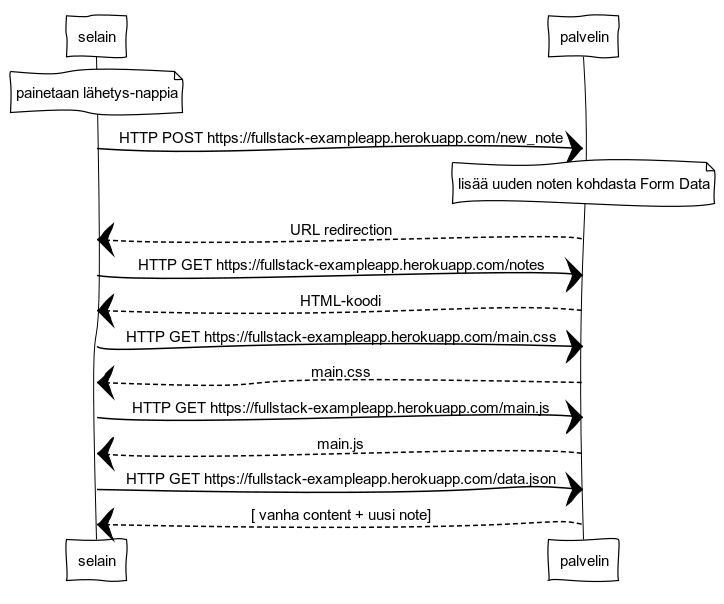 selain
palvelin
painetaan lähetys-nappia
HTTP POST https://fullstack-exampleapp.herokuapp.com/new_note
lisää uuden noten kohdasta Form Data
URL redirection
HTTP GET https://fullstack-exampleapp.herokuapp.com/notes
HTML-koodi
HTTP GET https://fullstack-exampleapp.herokuapp.com/main.css
main.css
HTTP GET https://fullstack-exampleapp.herokuapp.com/main.js
main.js
HTTP GET https://fullstack-exampleapp.herokuapp.com/data.json
[ vanha content + uusi note]
selain
palvelin